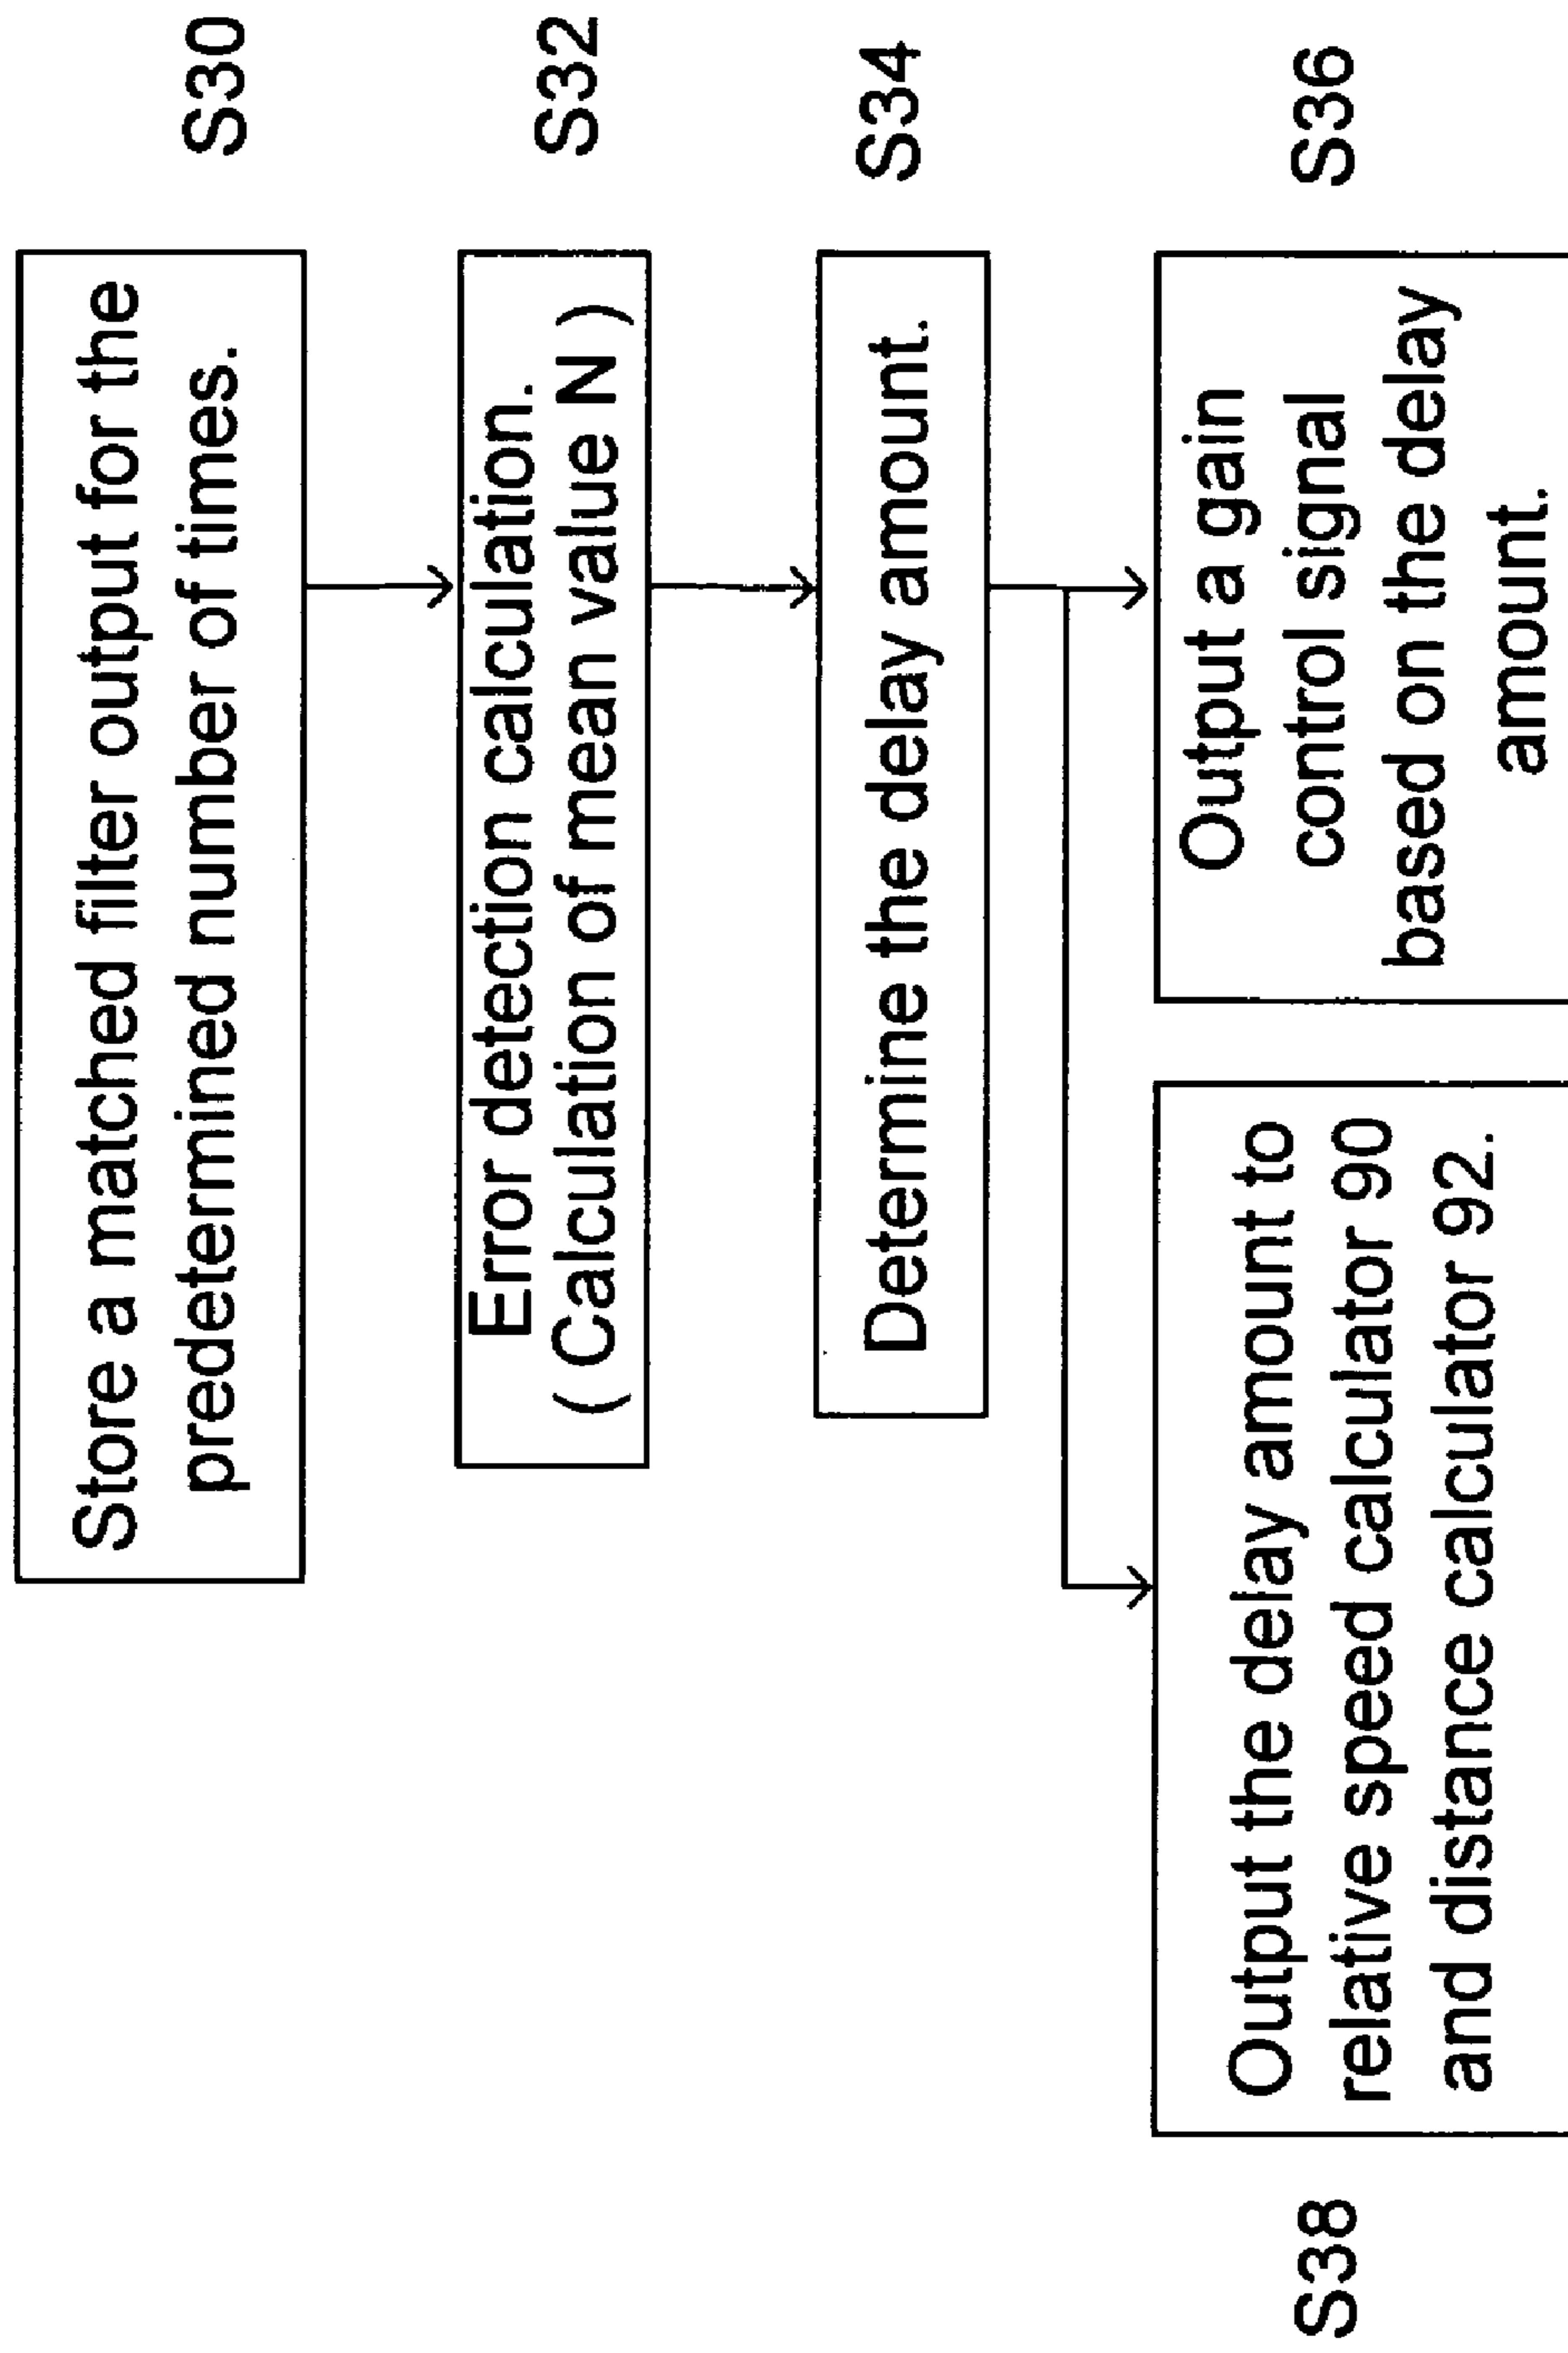 Store a matched filter output for the
predetermined number of times.
S30
Error detection calculation.
( Calculation of mean value N )
S32
Determine the delay amount.
S34
Output the delay amount to
relative speed calculator 90
and distance calculator 92.
S38
Output a gain
control signal
based on the delay
amount.
S36